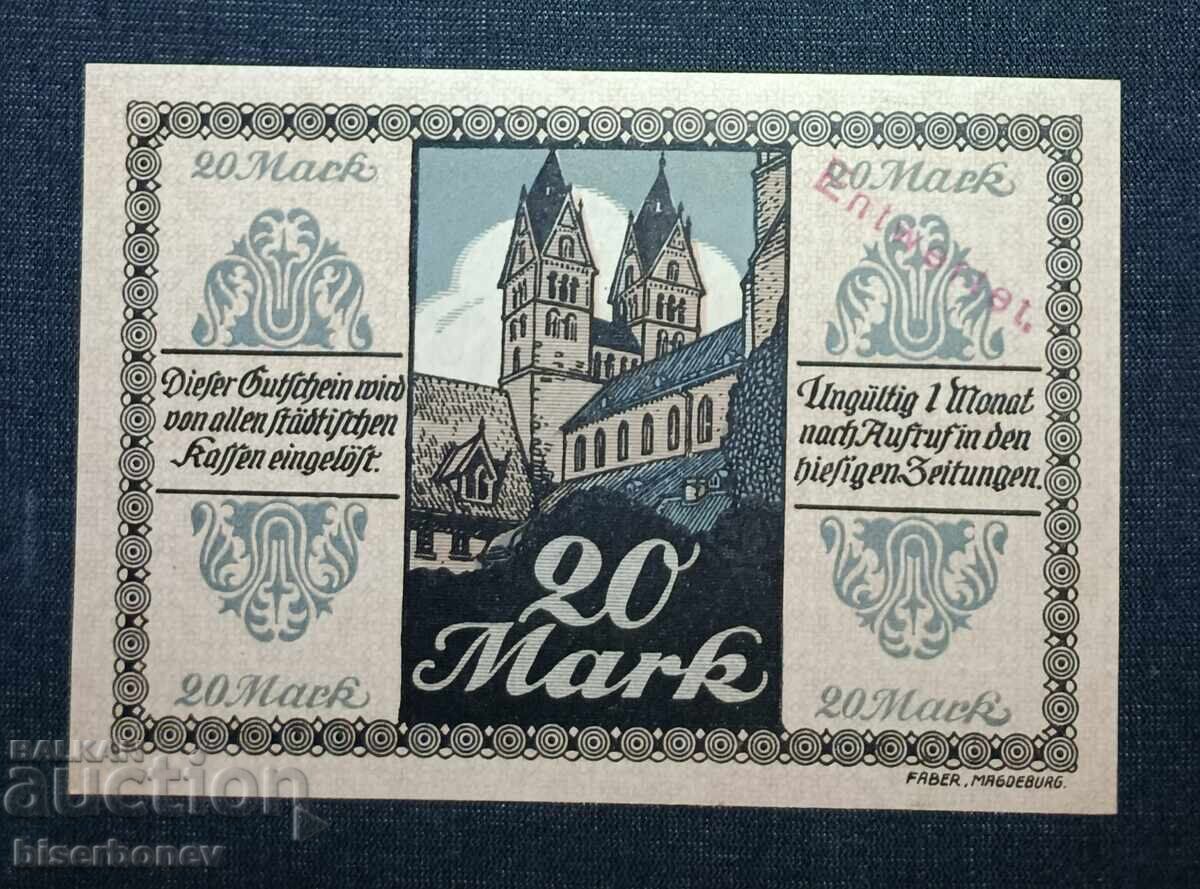 20 Mark
20 Mark
Entwertet.
Dieser Gutschein wird
von allen städtischen
Kassen eingelöst.
Ungültig 1 Monat
nach Aufruf in den
hiesigen Zeitungen.
20
Mark
20 Mark
20 Mark
FABER, MAGDEBURG.
BALKAN
auction
biserbonev